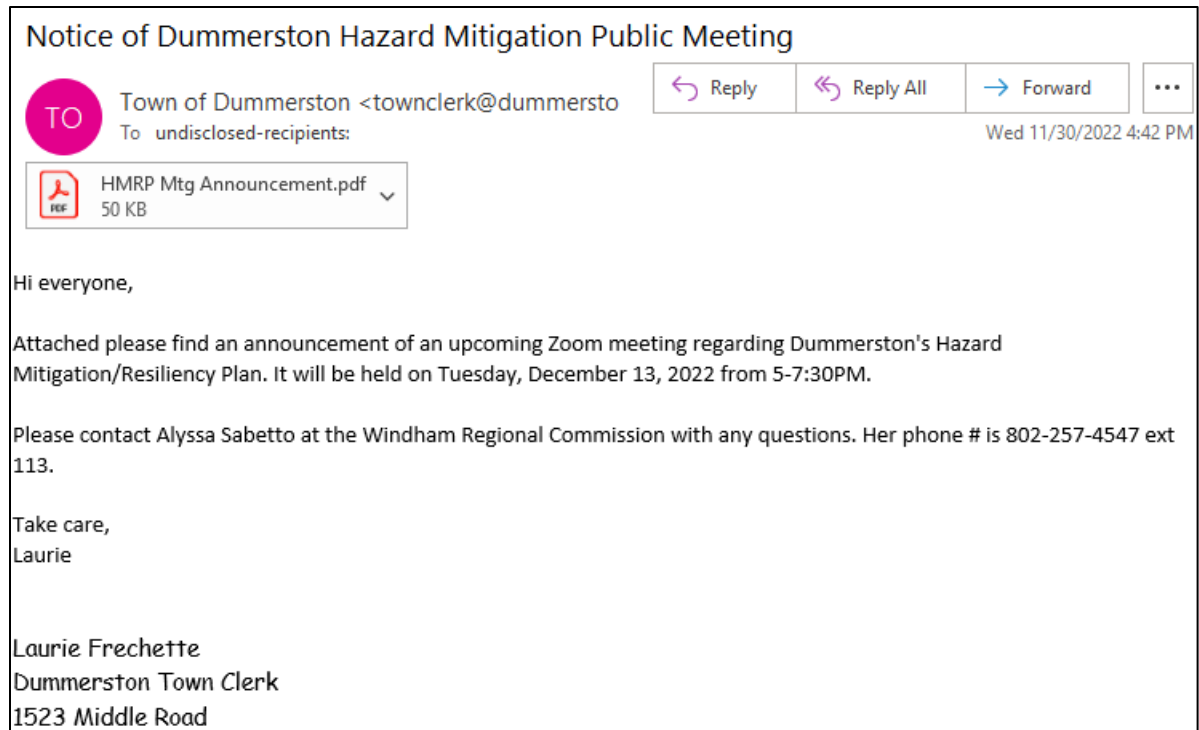 Notice of Dummerston Hazard Mitigation Public Meeting
TO
Town of Dummerston <townclerk@dummersto
To undisclosed-recipients:
Reply
Reply All
Forward
...
Wed 11/30/2022 4:42 PM
PDF
HMRP Mtg Announcement.pdf
50 KB
Hi everyone,
Attached please find an announcement of an upcoming Zoom meeting regarding Dummerston's Hazard
Mitigation/Resiliency Plan. It will be held on Tuesday, December 13, 2022 from 5-7:30PM.
Please contact Alyssa Sabetto at the Windham Regional Commission with any questions. Her phone # is 802-257-4547 ext
113.
Take care,
Laurie
Laurie Frechette
Dummerston Town Clerk
1523 Middle Road